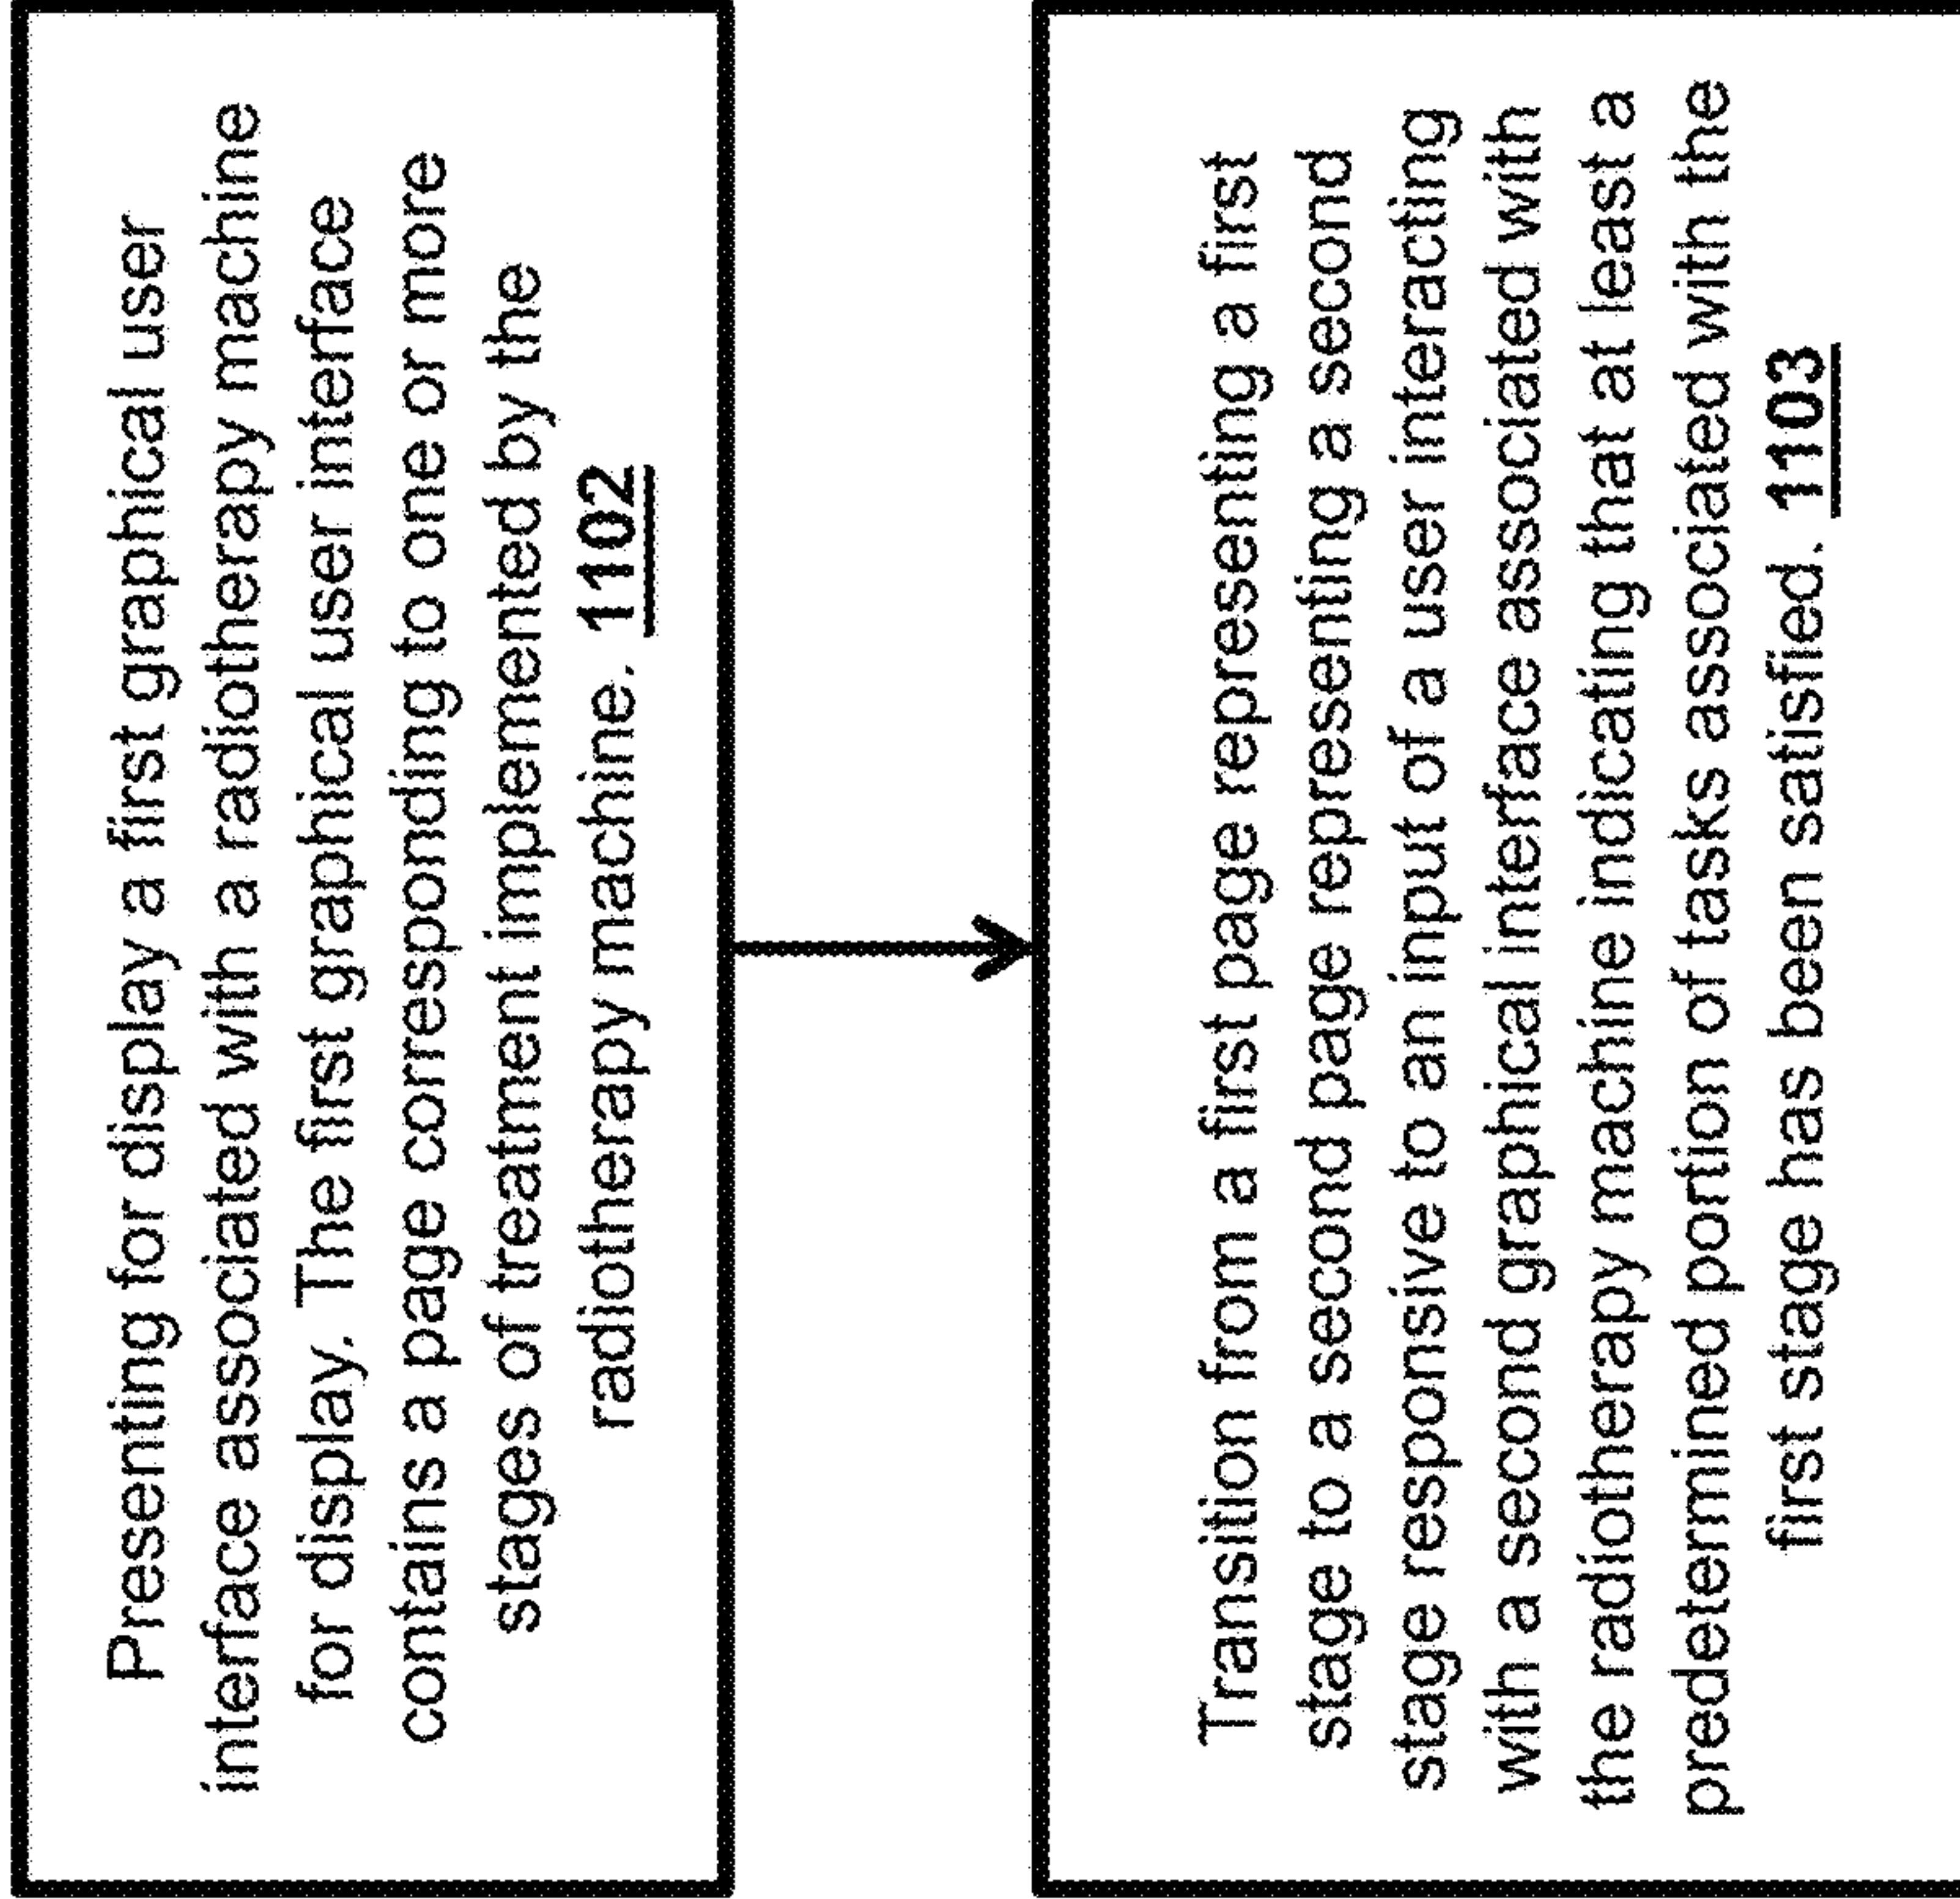 Presenting for display a first graphical user
interface associated with a radiotherapy machine
for display. The first graphical user interface
contains a page corresponding to one or more
stages of treatment implemented by the
radiotherapy machine. 1102
Transition from a first page representing a first
stage to a second page representing a second
stage responsive to an input of a user interacting
with a second graphical interface associated with
the radiotherapy machine indicating that at least a
predetermined portion of tasks associated with the
first stage has been satisfied. 1103